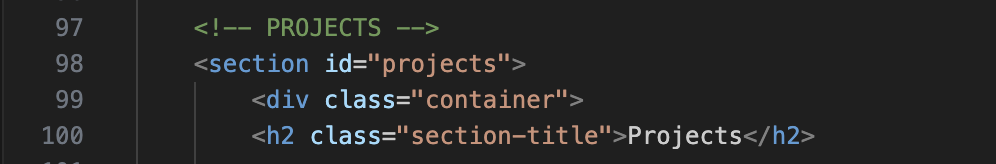 97 <!-- PROJECTS -->
98 <section id="projects">
99 <div class="container">
100 <h2 class="section-title">Projects</h2>